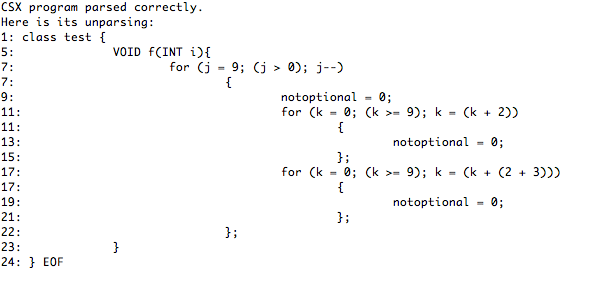 CSX program parsed correctly.
Here is its unparsing:
1: class test {
5: VOID f(INT i){
7: for (j = 9; (j > 0); j--)
7: {
9: notoptional = 0;
11: for (k = 0; (k >= 9); k = (k + 2))
11: {
13: notoptional = 0;
15: };
17: for (k = 0; (k >= 9); k = (k + (2 + 3)))
17: {
19: notoptional = 0;
21: };
22: };
23: }
24: } EOF